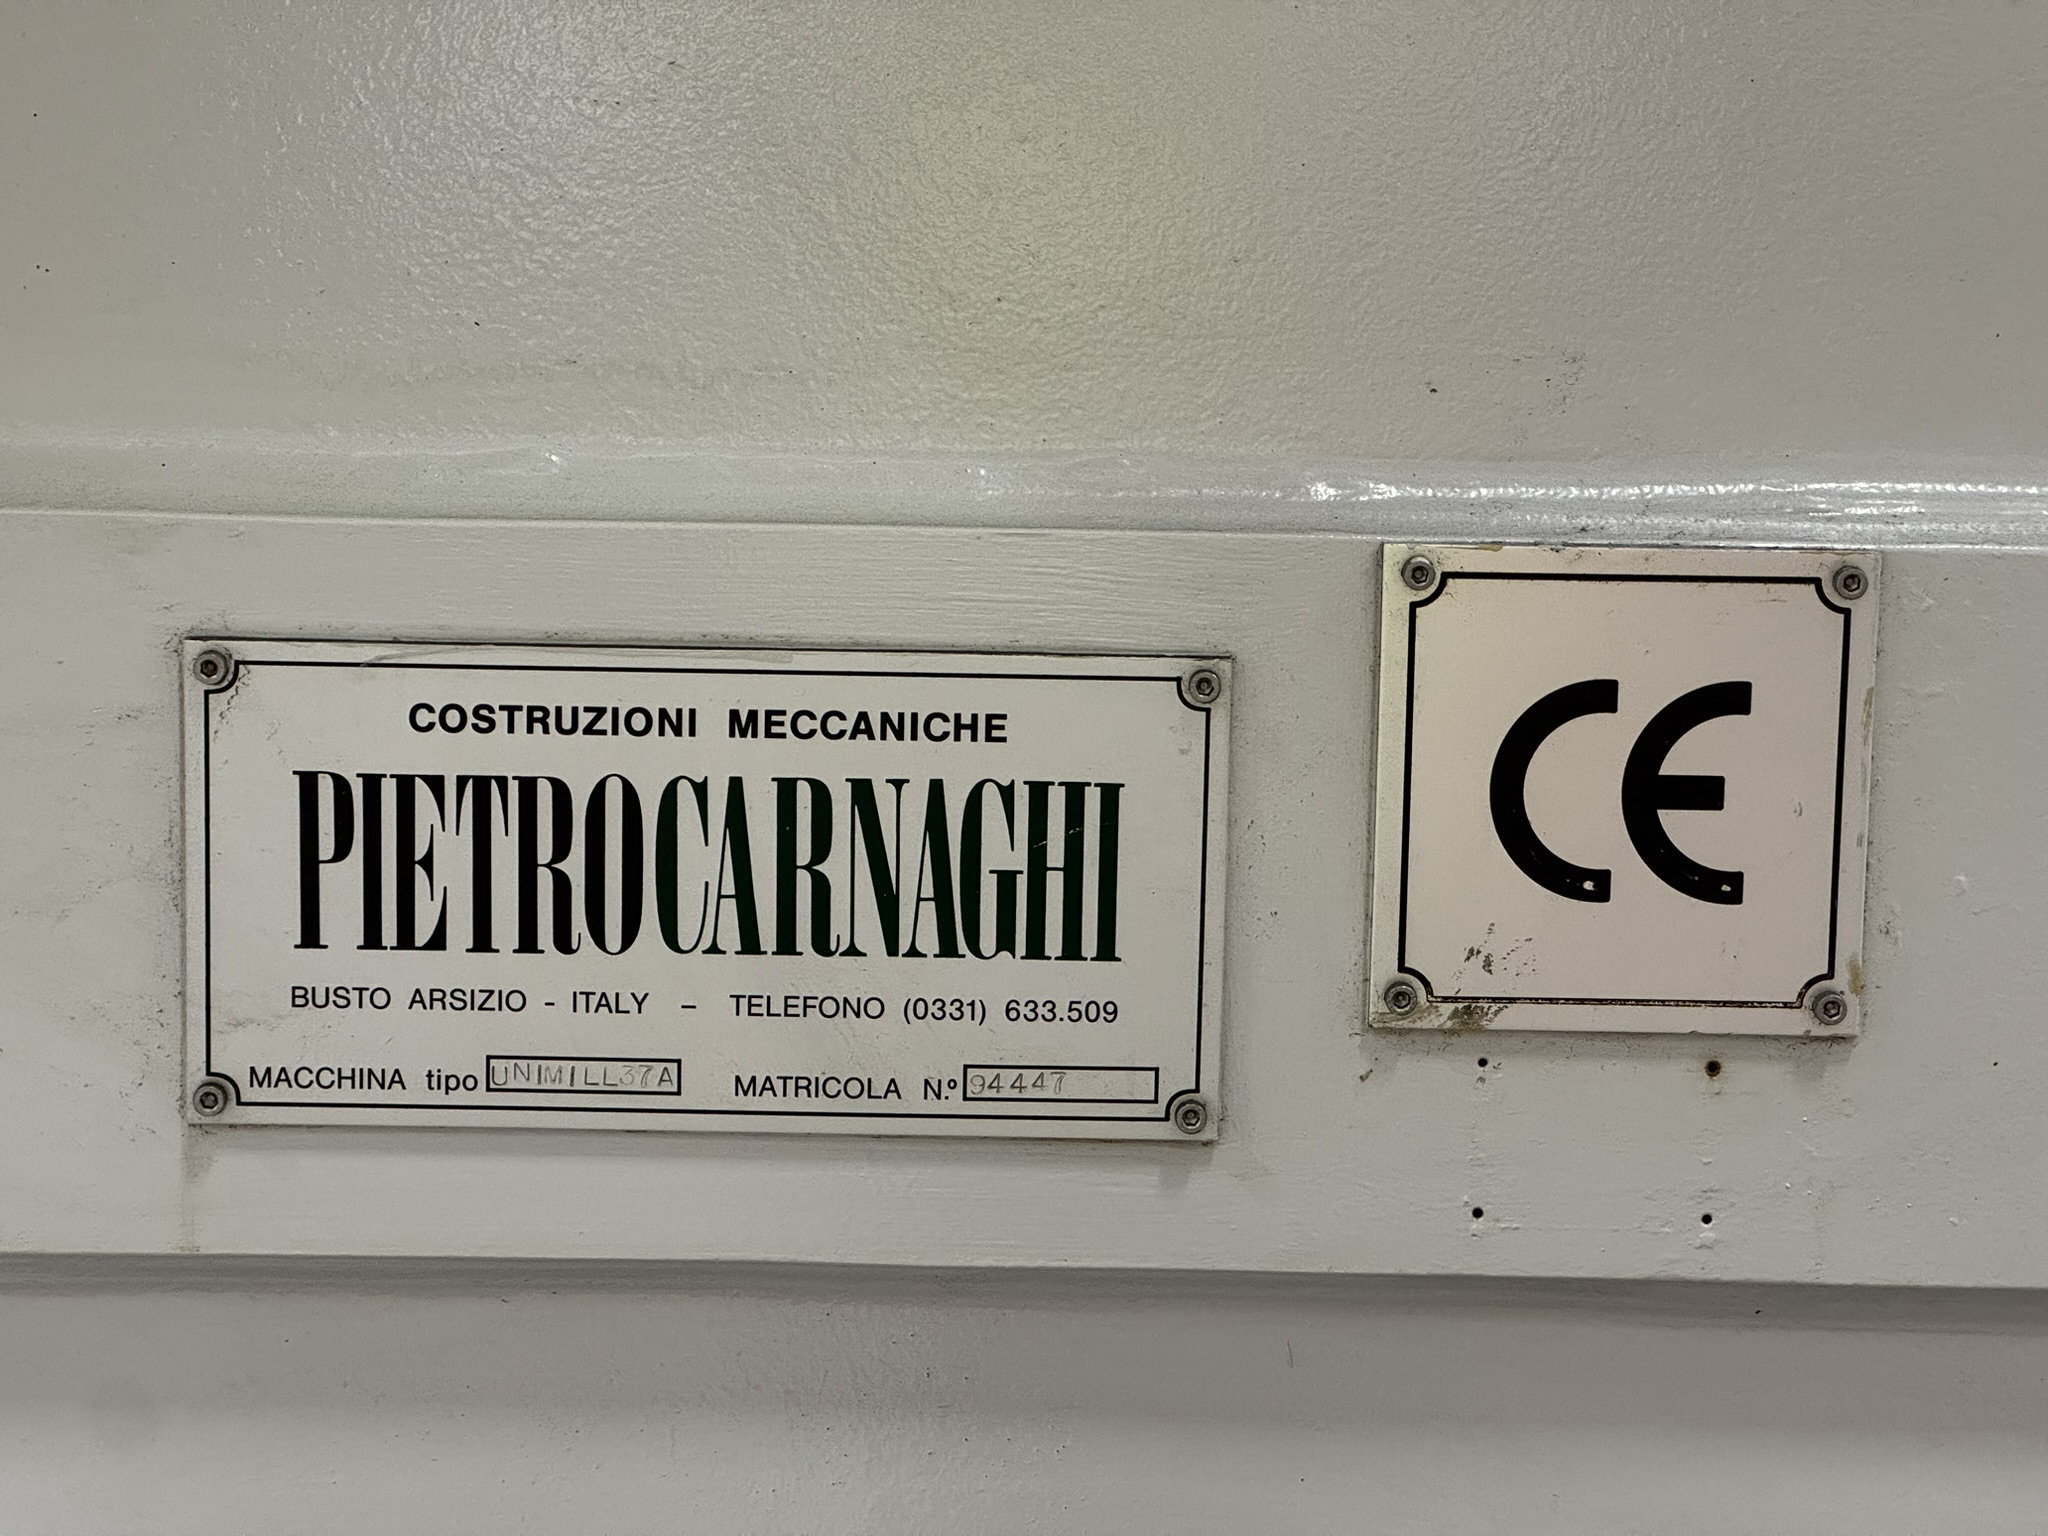 COSTRUZIONI MECCANICHE
PIETROCARNAGHI
BUSTO ARSIZIO - ITALY – TELEFONO (0331) 633.509
MACCHINA tipo UNIMILL37A MATRICOLA N.º 94447
CE